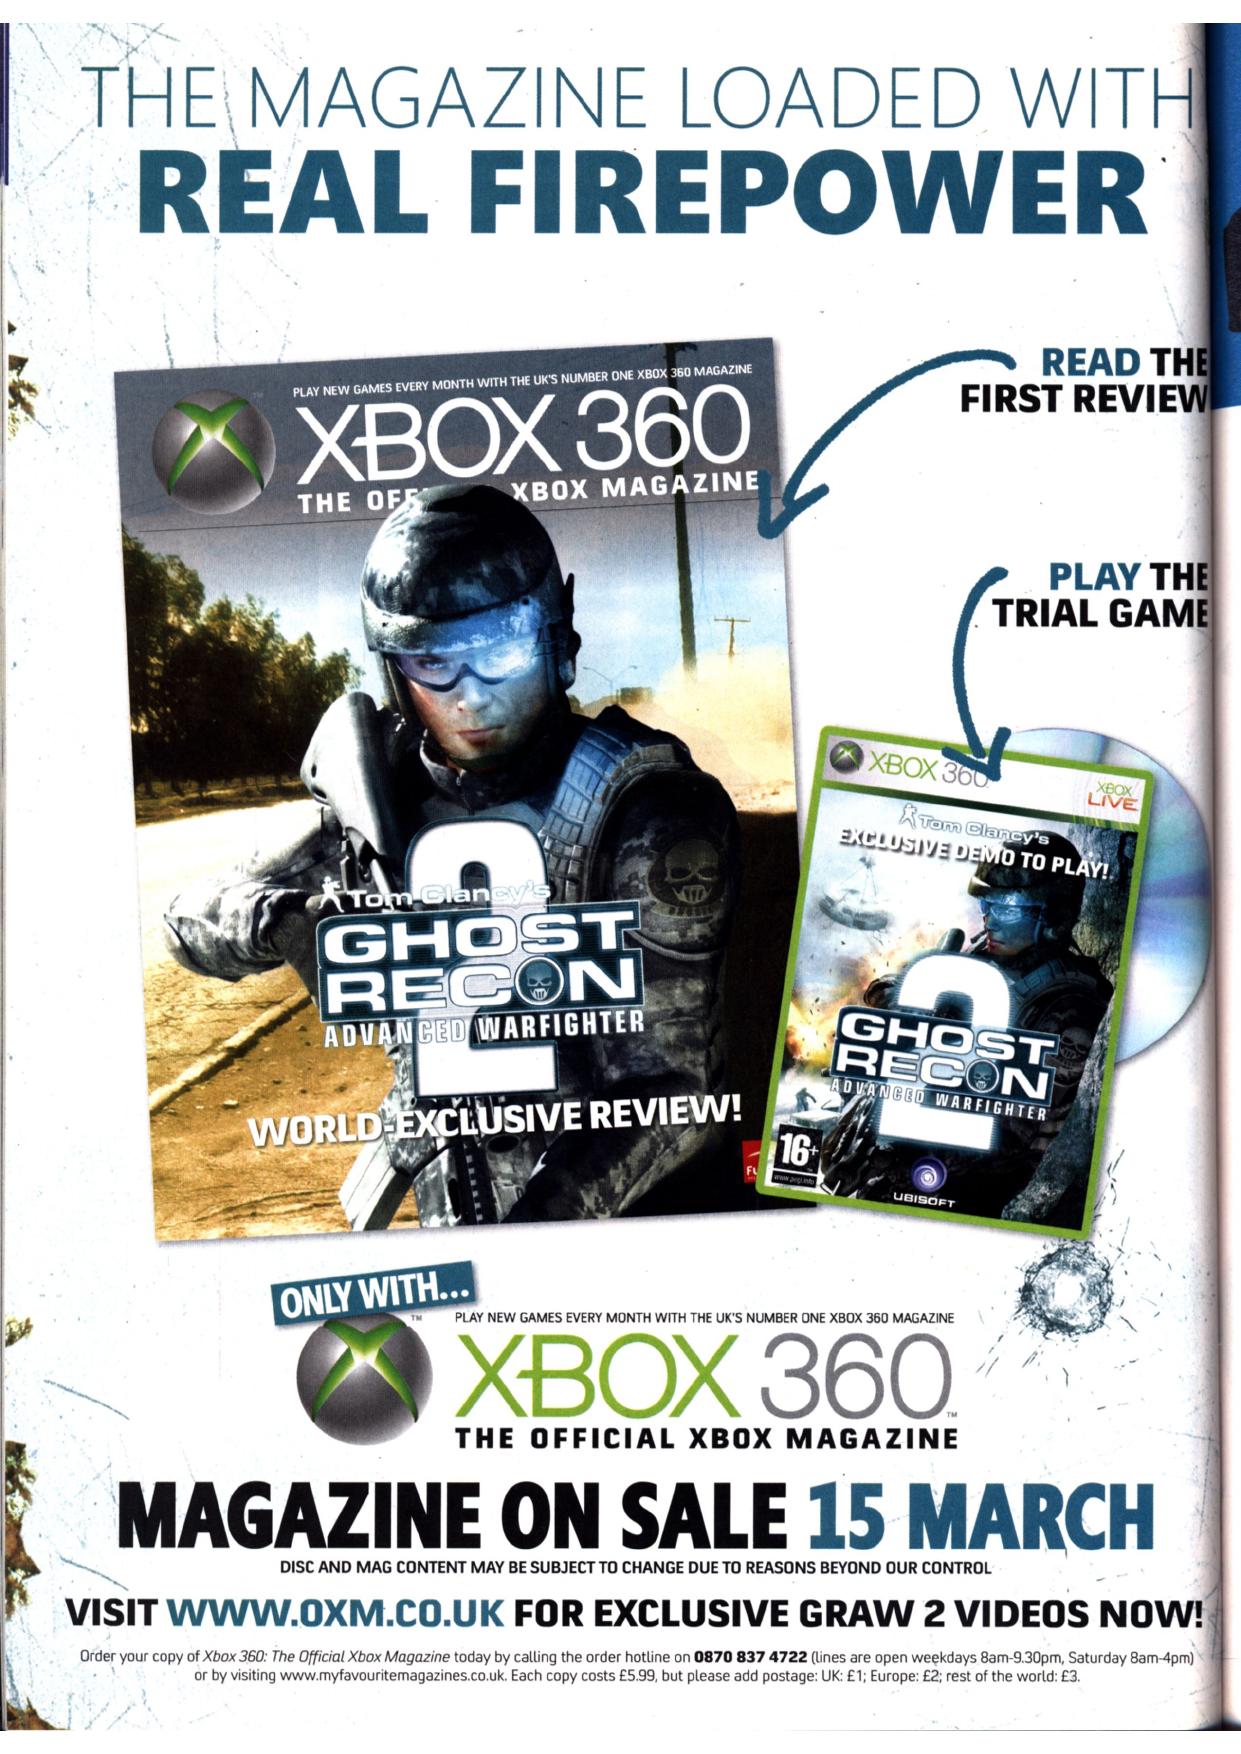 THE MAGAZINE LOADED WITH
REAL FIREPOWER
READ THE
FIRST REVIEW
PLAY NEW GAMES EVERY MONTH WITH THE UK'S NUMBER ONE XBOX 360 MAGAZINE
XBOX 360
THE OFF XBOX MAGAZINE
PLAY THE
TRIAL GAME
Tom Clancy's
GHOST
RECON
2
ADVANCED WARFIGHTER
WORLD-EXCLUSIVE REVIEW!
XBOX 360
XBOX
LIVE
Tom Clancy's
EXCLUSIVE DEMO TO PLAY!
GHOST
RECON
2
ADVANCED WARFIGHTER
16+
www.pegi.info
UBISOFT
ONLY WITH...
PLAY NEW GAMES EVERY MONTH WITH THE UK'S NUMBER ONE XBOX 360 MAGAZINE
XBOX 360™
THE OFFICIAL XBOX MAGAZINE
MAGAZINE ON SALE 15 MARCH
DISC AND MAG CONTENT MAY BE SUBJECT TO CHANGE DUE TO REASONS BEYOND OUR CONTROL
VISIT WWW.OXM.CO.UK FOR EXCLUSIVE GRAW 2 VIDEOS NOW!
Order your copy of Xbox 360: The Official Xbox Magazine today by calling the order hotline on 0870 837 4722 (lines are open weekdays 8am-9.30pm, Saturday 8am-4pm)
or by visiting www.myfavouritemagazines.co.uk. Each copy costs £5.99, but please add postage: UK: £1; Europe: £2; rest of the world: £3.